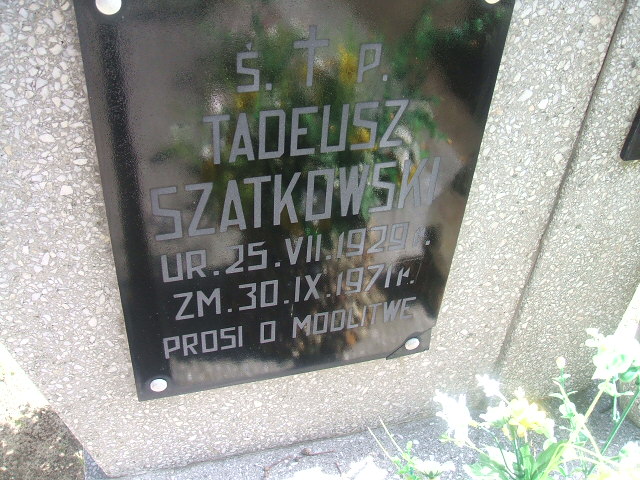 Ś. † P.
TADEUSZ
SZATKOWSKI
UR. 25. VII. 1929 r.
ZM. 30. IX. 1971 r.
PROSI O MODLITWE